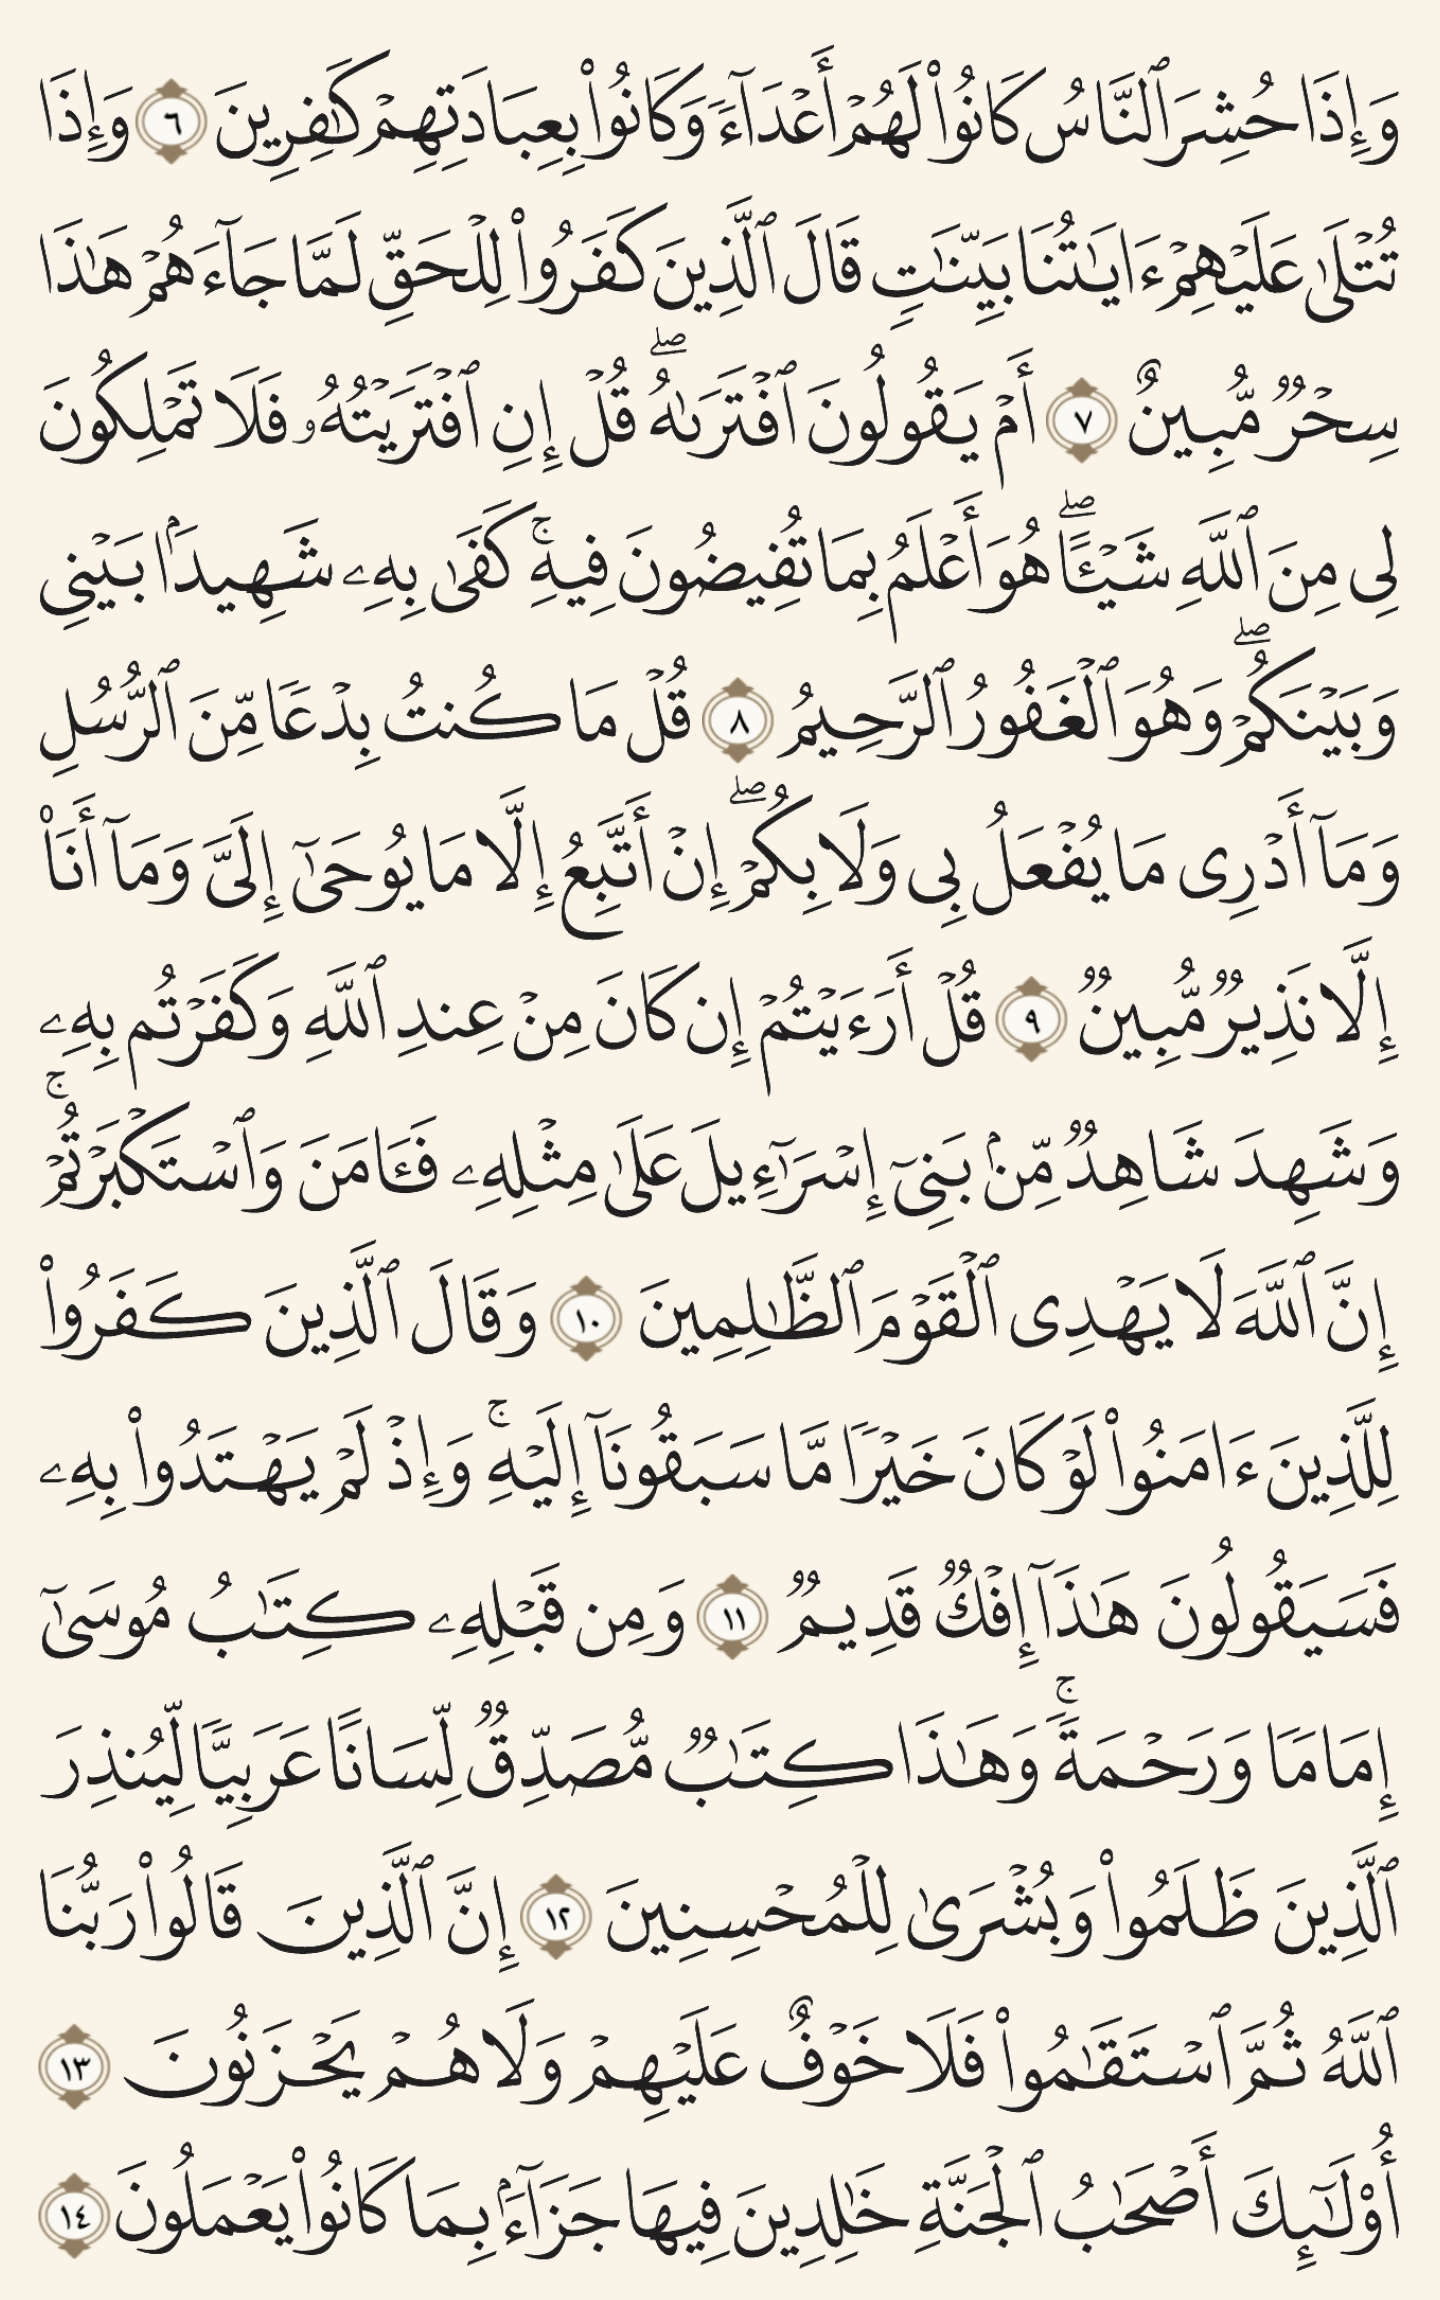 وَإِذَا حُشِرَ ٱلنَّاسُ كَانُوا۟ لَهُمْ أَعْدَآءً وَكَانُوا۟ بِعِبَادَتِهِمْ كَـٰفِرِينَ ٦ وَإِذَا
تُتْلَىٰ عَلَيْهِمْ ءَايَـٰتُنَا بَيِّنَـٰتٍ قَالَ ٱلَّذِينَ كَفَرُوا۟ لِلْحَقِّ لَمَّا جَآءَهُمْ هَـٰذَا
سِحْرٌ مُّبِينٌ ٧ أَمْ يَقُولُونَ ٱفْتَرَىٰهُ ۖ قُلْ إِنِ ٱفْتَرَيْتُهُۥ فَلَا تَمْلِكُونَ
لِى مِنَ ٱللَّهِ شَيْـًٔا ۖ هُوَ أَعْلَمُ بِمَا تُفِيضُونَ فِيهِ ۚ كَفَىٰ بِهِۦ شَهِيدًۢا بَيْنِى
وَبَيْنَكُمْ ۖ وَهُوَ ٱلْغَفُورُ ٱلرَّحِيمُ ٨ قُلْ مَا كُنتُ بِدْعًا مِّنَ ٱلرُّسُلِ
وَمَآ أَدْرِى مَا يُفْعَلُ بِى وَلَا بِكُمْ ۖ إِنْ أَتَّبِعُ إِلَّا مَا يُوحَىٰٓ إِلَىَّ وَمَآ أَنَا۠
إِلَّا نَذِيرٌ مُّبِينٌ ٩ قُلْ أَرَءَيْتُمْ إِن كَانَ مِنْ عِندِ ٱللَّهِ وَكَفَرْتُم بِهِۦ
وَشَهِدَ شَاهِدٌ مِّنۢ بَنِىٓ إِسْرَٰٓءِيلَ عَلَىٰ مِثْلِهِۦ فَـَٔامَنَ وَٱسْتَكْبَرْتُمْ ۚ
إِنَّ ٱللَّهَ لَا يَهْدِى ٱلْقَوْمَ ٱلظَّـٰلِمِينَ ١٠ وَقَالَ ٱلَّذِينَ كَفَرُوا۟
لِلَّذِينَ ءَامَنُوا۟ لَوْ كَانَ خَيْرًا مَّا سَبَقُونَآ إِلَيْهِ ۚ وَإِذْ لَمْ يَهْتَدُوا۟ بِهِۦ
فَسَيَقُولُونَ هَـٰذَآ إِفْكٌ قَدِيمٌ ١١ وَمِن قَبْلِهِۦ كِتَـٰبُ مُوسَىٰٓ
إِمَامًا وَرَحْمَةً ۚ وَهَـٰذَا كِتَـٰبٌ مُّصَدِّقٌ لِّسَانًا عَرَبِيًّا لِّيُنذِرَ
ٱلَّذِينَ ظَلَمُوا۟ وَبُشْرَىٰ لِلْمُحْسِنِينَ ١٢ إِنَّ ٱلَّذِينَ قَالُوا۟ رَبُّنَا
ٱللَّهُ ثُمَّ ٱسْتَقَـٰمُوا۟ فَلَا خَوْفٌ عَلَيْهِمْ وَلَا هُمْ يَحْزَنُونَ ١٣
أُو۟لَـٰٓئِكَ أَصْحَـٰبُ ٱلْجَنَّةِ خَـٰلِدِينَ فِيهَا جَزَآءًۢ بِمَا كَانُوا۟ يَعْمَلُونَ ١٤